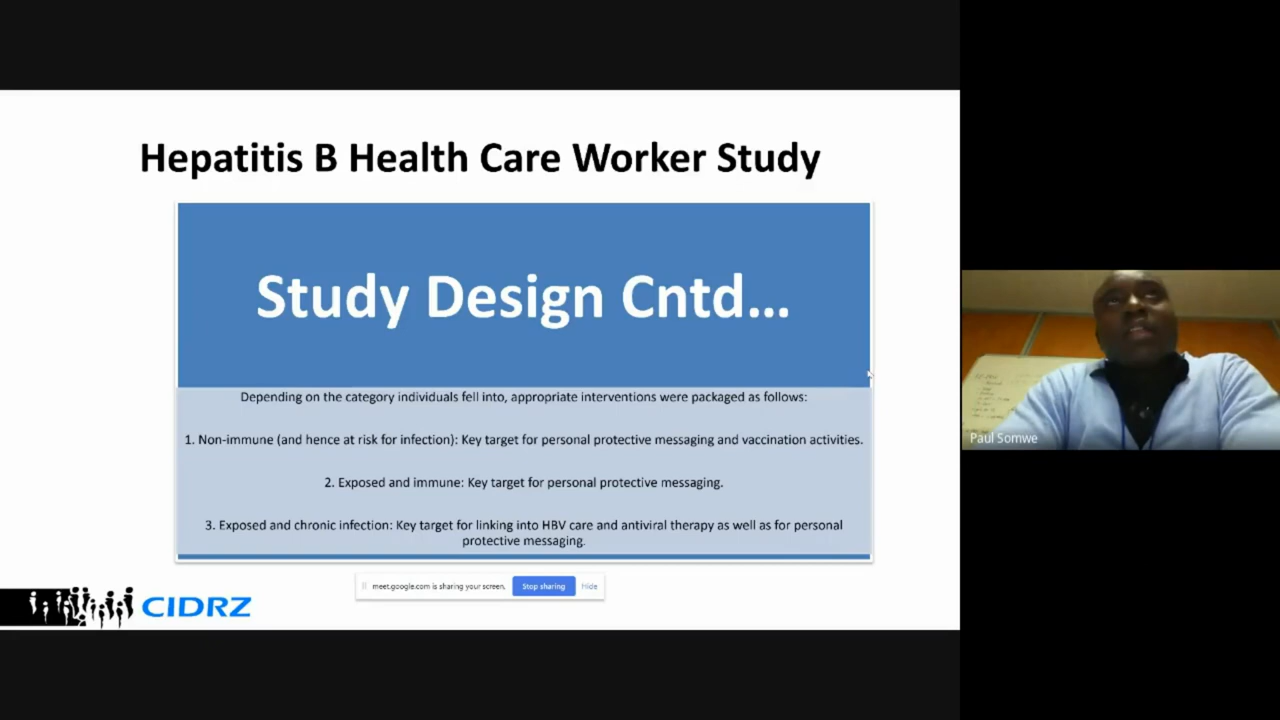 Hepatitis B Health Care Worker Study
Study Design Cntd...
Depending on the category individuals fell into, appropriate interventions were packaged as follows:
1. Non-immune (and hence at risk for infection): Key target for personal protective messaging and vaccination activities.
2. Exposed and immune: Key target for personal protective messaging.
3. Exposed and chronic infection: Key target for linking into HBV care and antiviral therapy as well as for personal
protective messaging.
meet.google.com is sharing your screen. Stop sharing Hide
CIDRZ
Paul Somwe